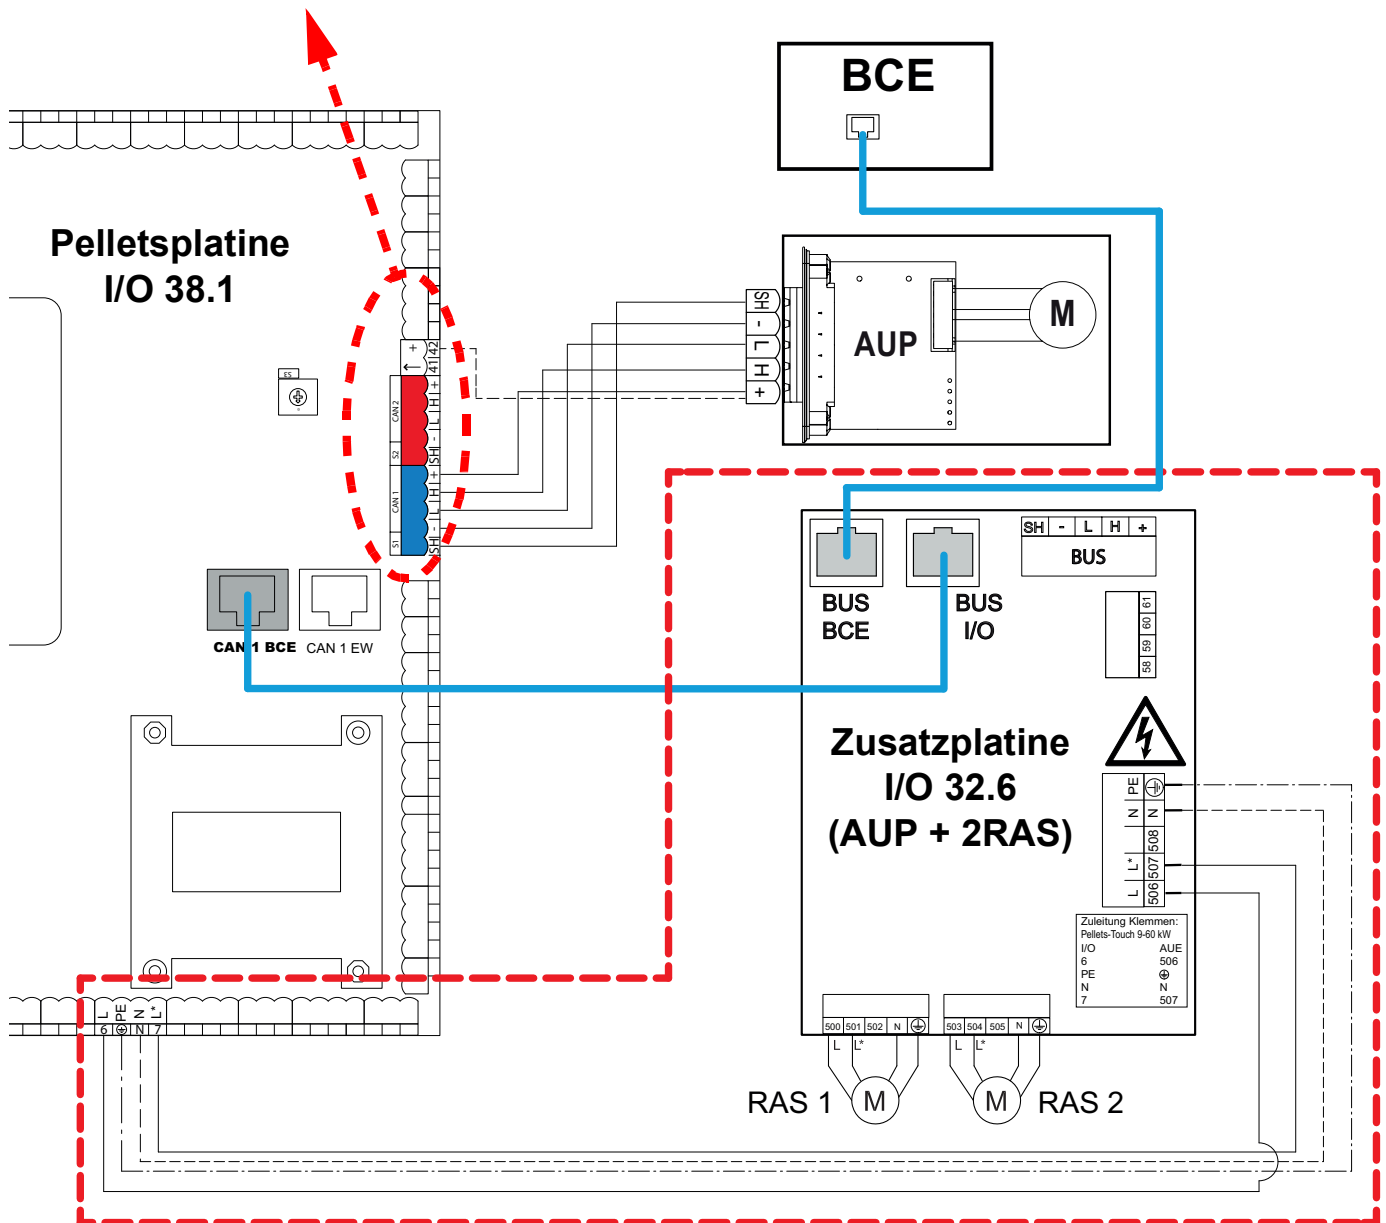 BCE
Pelletsplatine
I/O 38.1
SH
-
L
H
+
AUP
M
+
↑
41 42
ES
CAN 2
S2
+
H
L
-
SH
CAN 1
S1
+
H
L
-
SH
CAN 1 BCE
CAN 1 EW
BUS
BCE
BUS
I/O
SH - L H +
BUS
58 59 60 61
Zusatzplatine
I/O 32.6
(AUP + 2RAS)
PE
N N
508
L* 507
L 506
Zuleitung Klemmen:
Pellets-Touch 9-60 kW
I/O AUE
6 506
PE
N N
7 507
500 501 502 N
L L*
503 504 505 N
L L*
RAS 1
M
M
RAS 2
L PE N L*
6 N 7